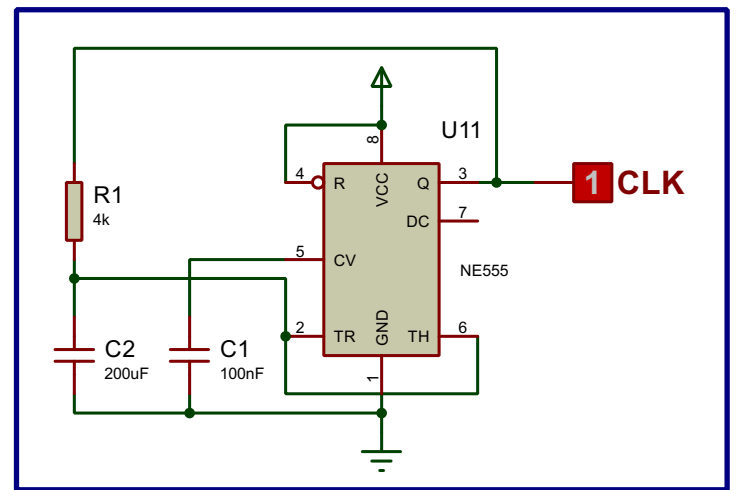 U11
8
4
R
VCC
Q
3
1
CLK
R1
4k
DC
7
5
CV
NE555
2
TR
GND
TH
6
C2
200uF
C1
100nF
1